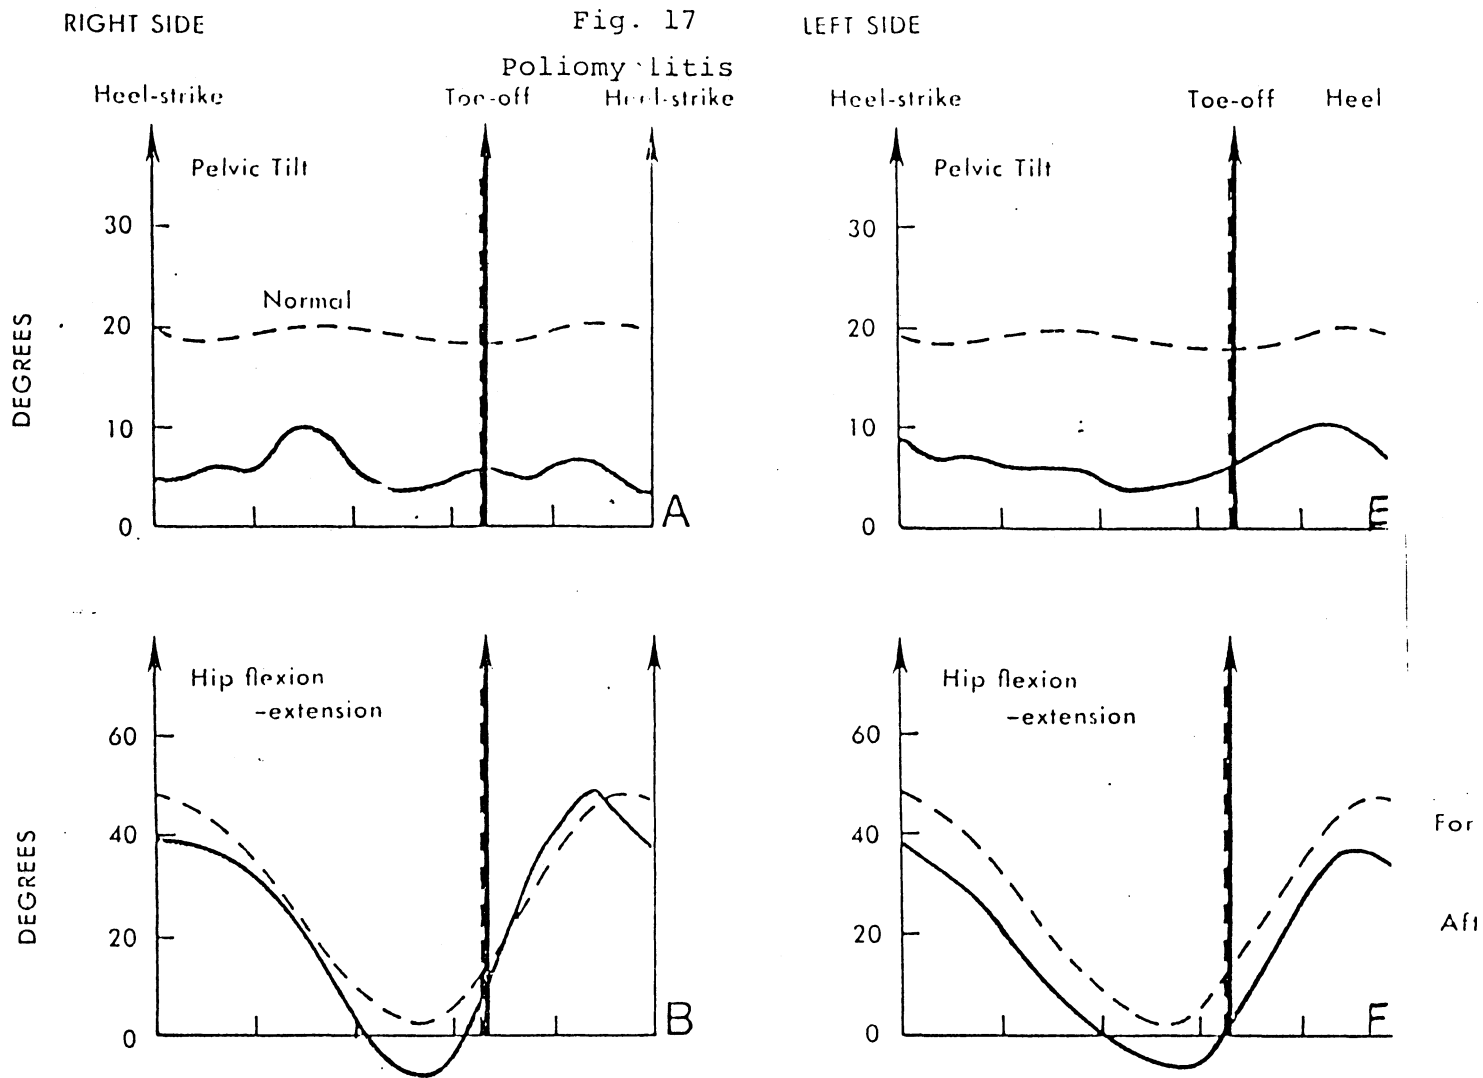 RIGHT SIDE
Fig. 17
LEFT SIDE
Poliomy litis
Heel-strike
Toe-off
Heel-strike
Heel-strike
Toe-off
Heel
Pelvic Tilt
Pelvic Tilt
30
30
Normal
20
20
DEGREES
10
10
0
A
0
E
Hip flexion
-extension
Hip flexion
-extension
60
60
40
40
For
DEGREES
20
20
Aft
0
B
0
F